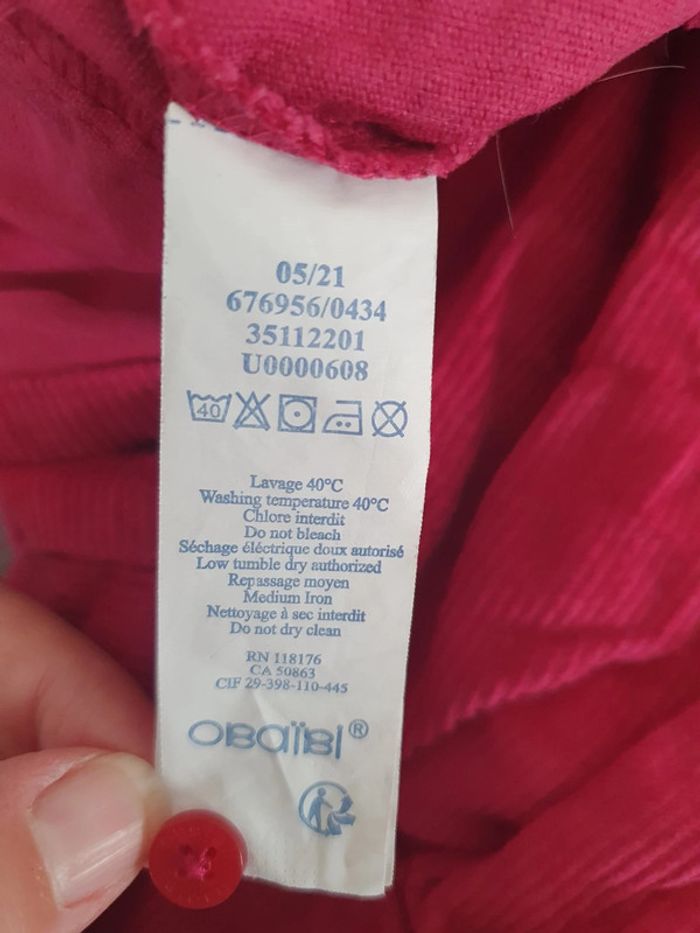 05/21
676956/0434
35112201
U0000608
40
Lavage 40°C
Washing temperature 40°C
Chlore interdit
Do not bleach
Séchage éléctrique doux autorisé
Low tumble dry authorized
Repassage moyen
Medium Iron
Nettoyage à sec interdit
Do not dry clean
RN 118176
CA 50863
CIF 29-398-110-445
OBAÏBI®